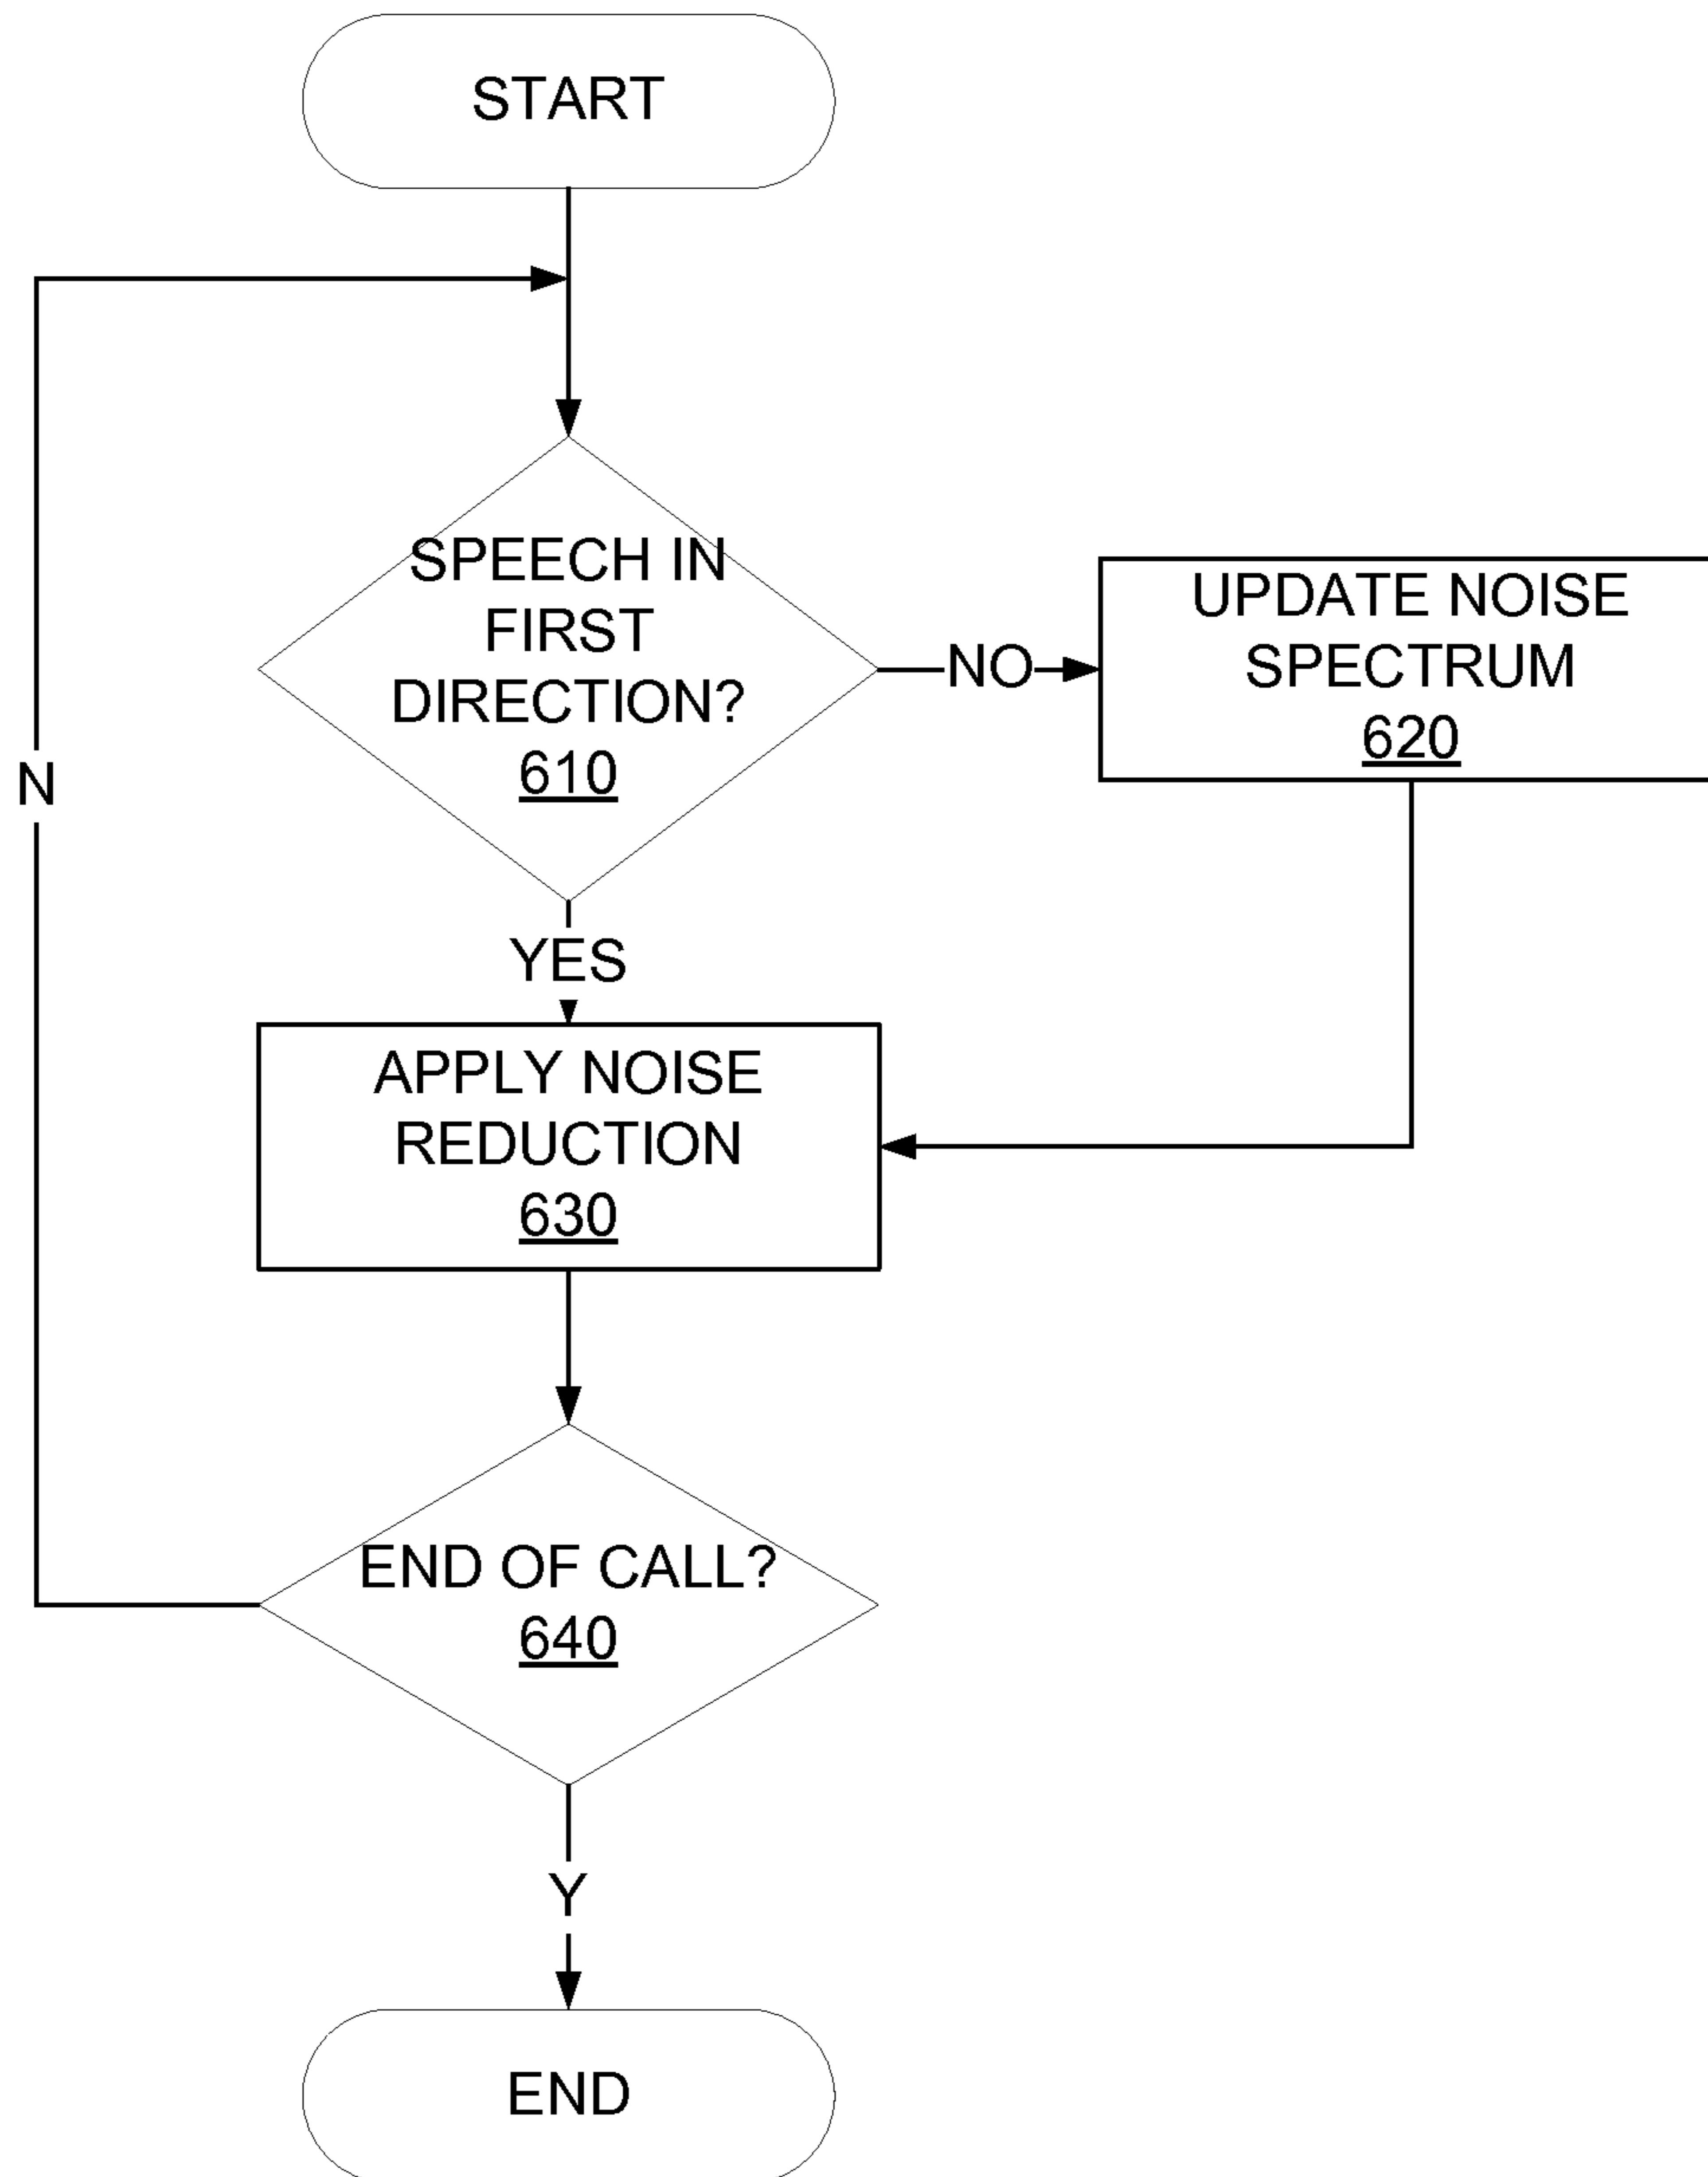 START
SPEECH IN
FIRST
DIRECTION?
610
NO
UPDATE NOISE
SPECTRUM
620
N
YES
APPLY NOISE
REDUCTION
630
END OF CALL?
640
Y
END